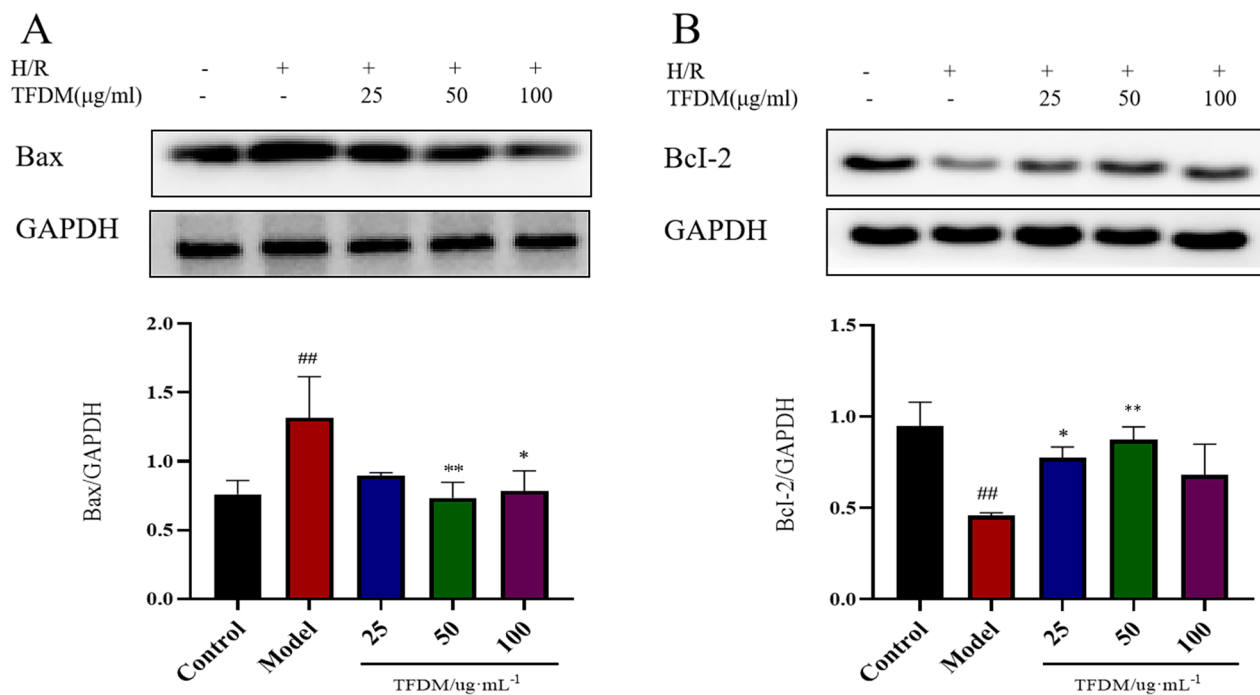 A
H/R - + + + +
TFDM(μg/ml) - - 25 50 100
Bax
GAPDH
2.0
1.5
1.0
0.5
0.0
Bax/GAPDH
##
**
*
Control
Model
25
50
100
TFDM/ug·mL-1
B
H/R - + + + +
TFDM(μg/ml) - - 25 50 100
BcI-2
GAPDH
1.5
1.0
0.5
0.0
BcI-2/GAPDH
##
*
**
Control
Model
25
50
100
TFDM/ug·mL-1